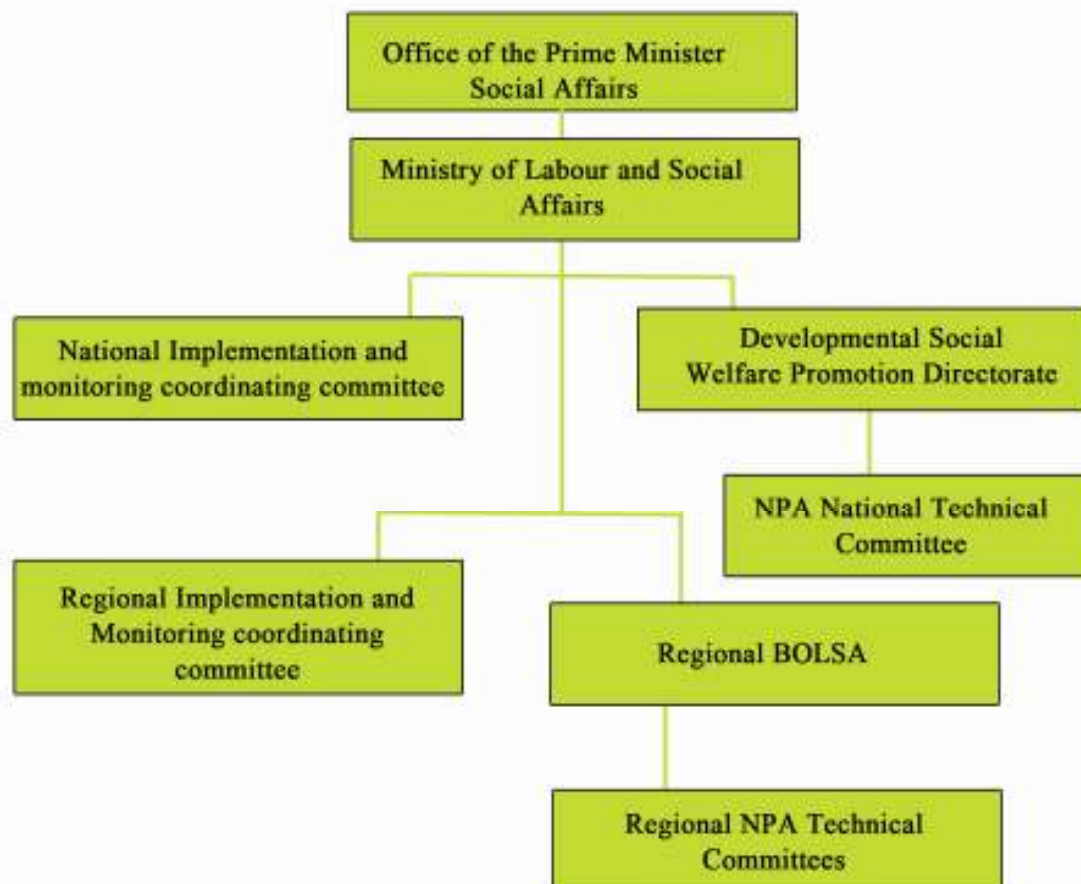 Office of the Prime Minister
Social Affairs
Ministry of Labour and Social
Affairs
National Implementation and
monitoring coordinating committee
Developmental Social
Welfare Promotion Directorate
NPA National Technical
Committee
Regional Implementation and
Monitoring coordinating
committee
Regional BOLSA
Regional NPA Technical
Committees